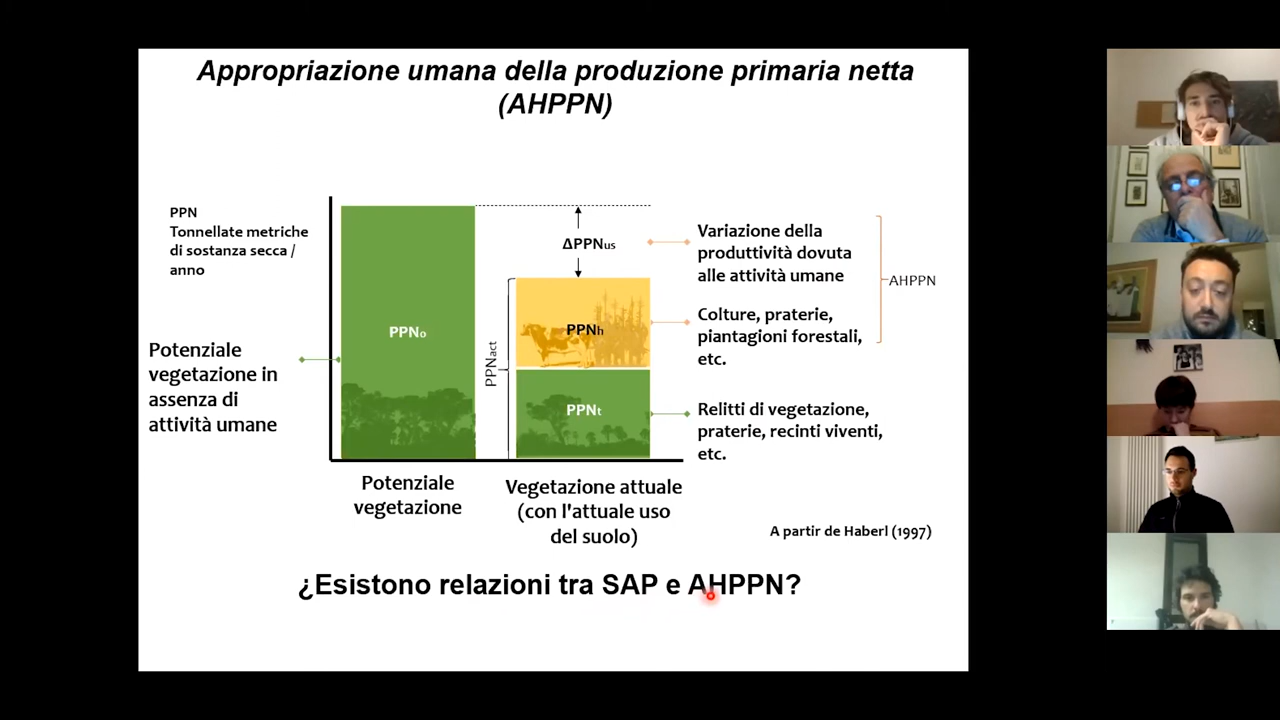 Appropriazione umana della produzione primaria netta
(AHPPN)
PPN
Tonnellate metriche
di sostanza secca /
anno
Potenziale
vegetazione in
assenza di
attività umane
PPNo
ΔPPNus
PPNact
PPNh
PPNt
Variazione della
produttività dovuta
alle attività umane
AHPPN
Colture, praterie,
piantagioni forestali,
etc.
Relitti di vegetazione,
praterie, recinti viventi,
etc.
Potenziale
vegetazione
Vegetazione attuale
(con l'attuale uso
del suolo)
A partir de Haberl (1997)
¿Esistono relazioni tra SAP e AHPPN?